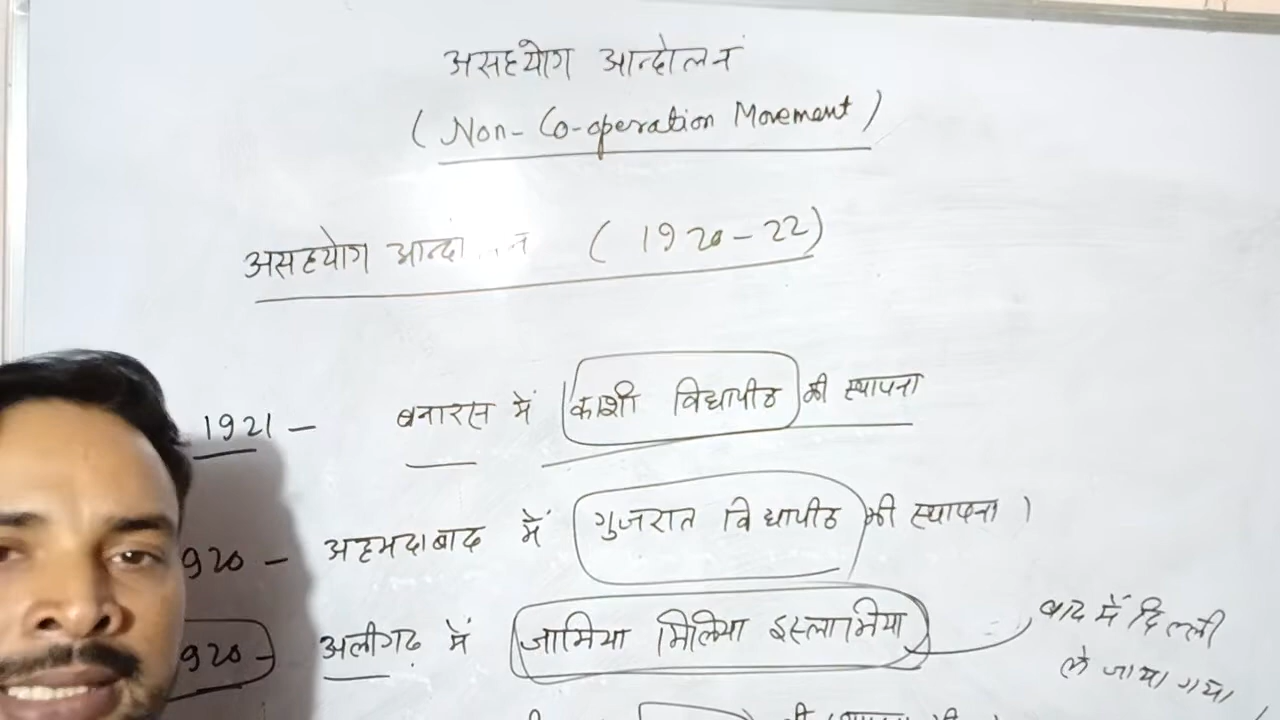 असहयोग आन्दोलन
( Non- Co-operation Movement )
असहयोग आन्दो न ( 1920-22)
1921 - बनारस में काशी विद्यापीठ की स्थापना
920 - अहमदाबाद में गुजरात विद्यापीठ की स्थापना ।
920 - अलीगढ़ में जामिया मिलिया इस्लामिया
बाद में दिल्ली
ले जाया गया